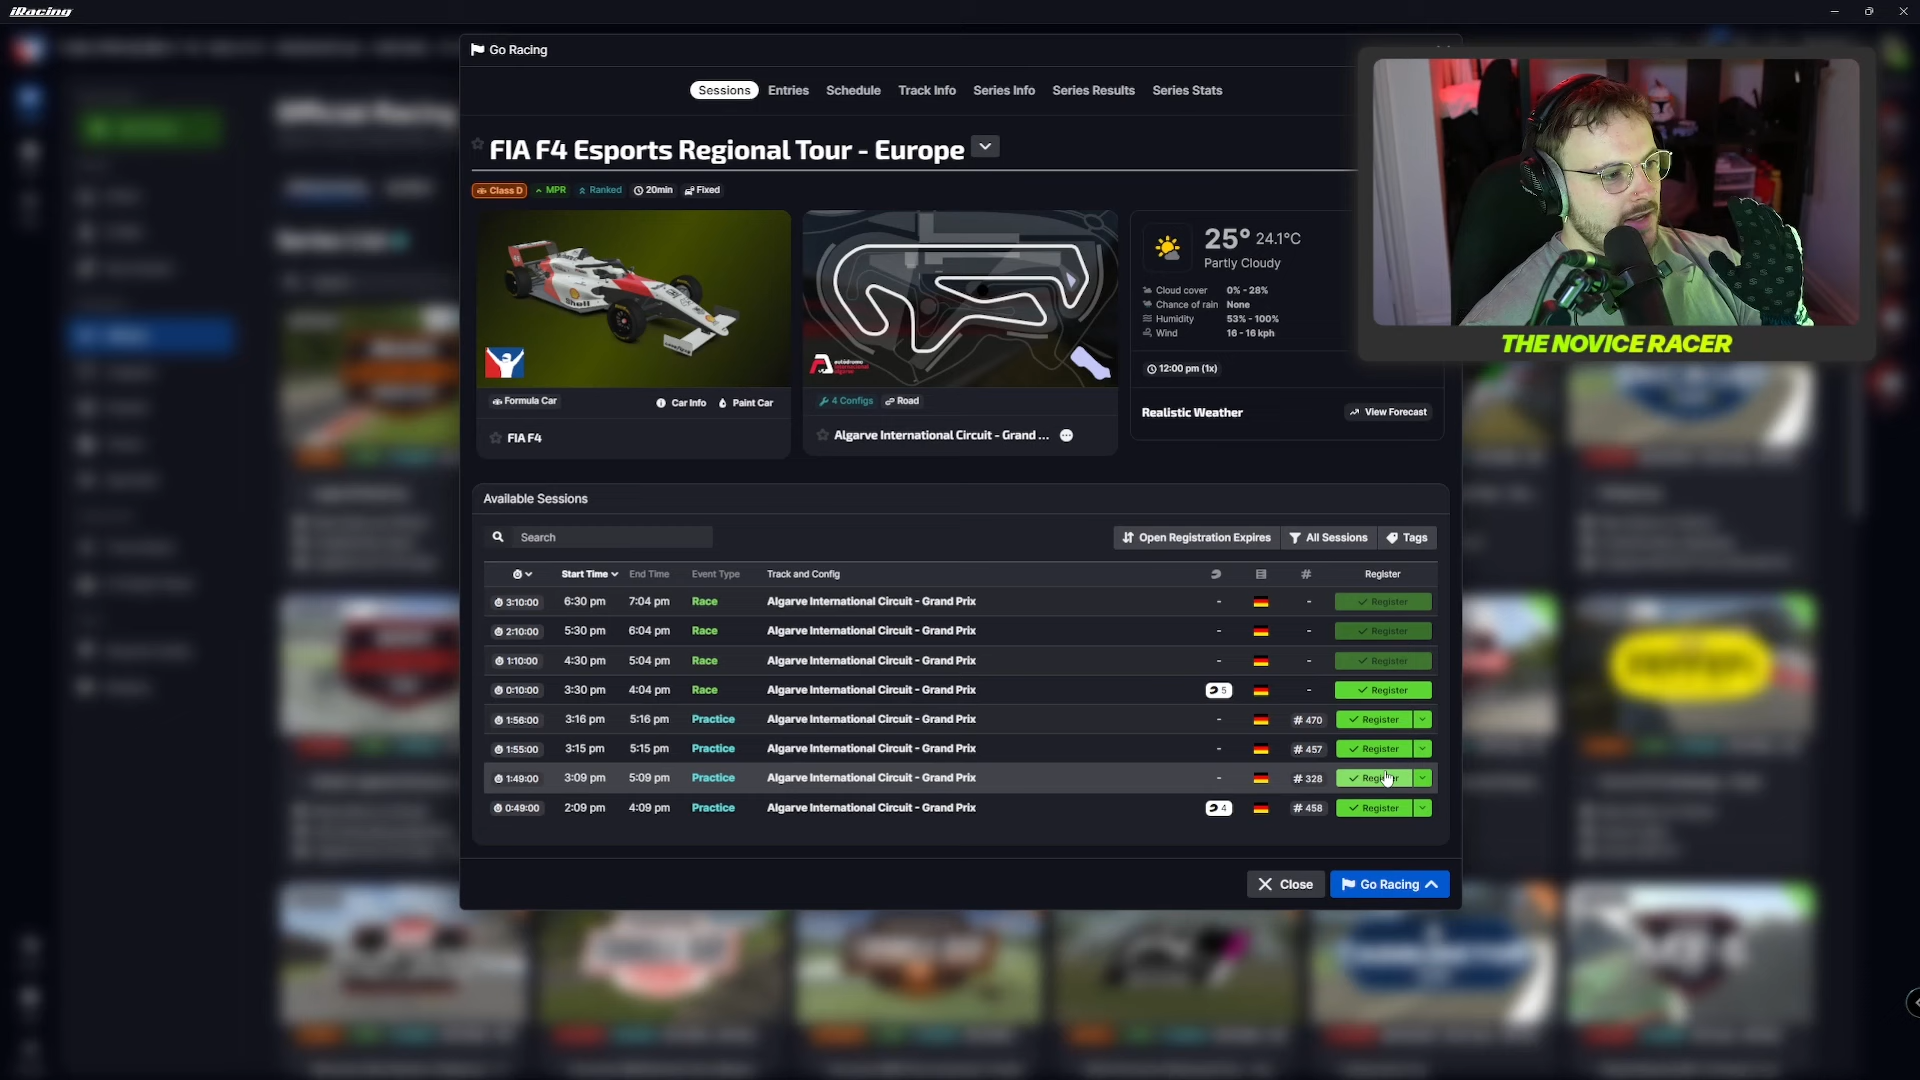 iRacing
Go Racing
Sessions Entries Schedule Track Info Series Info Series Results Series Stats
FIA F4 Esports Regional Tour - Europe
Class D MPR Ranked 20min Fixed
Shell
25° 24.1°C
Partly Cloudy
Cloud cover 0% - 28%
Chance of rain None
Humidity 53% - 100%
Wind 16 - 16 kph
12:00 pm (1x)
Realistic Weather View Forecast
Formula Car Car Info Paint Car
FIA F4
4 Configs Road
Algarve International Circuit - Grand ...
THE NOVICE RACER
Available Sessions
Search Open Registration Expires All Sessions Tags
Start Time End Time Event Type Track and Config # Register
3:10:00 6:30 pm 7:04 pm Race Algarve International Circuit - Grand Prix - - Register
2:10:00 5:30 pm 6:04 pm Race Algarve International Circuit - Grand Prix - - Register
1:10:00 4:30 pm 5:04 pm Race Algarve International Circuit - Grand Prix - - Register
0:10:00 3:30 pm 4:04 pm Race Algarve International Circuit - Grand Prix 5 - Register
1:56:00 3:16 pm 5:16 pm Practice Algarve International Circuit - Grand Prix - # 470 Register
1:55:00 3:15 pm 5:15 pm Practice Algarve International Circuit - Grand Prix - # 457 Register
1:49:00 3:09 pm 5:09 pm Practice Algarve International Circuit - Grand Prix - # 328 Register
0:49:00 2:09 pm 4:09 pm Practice Algarve International Circuit - Grand Prix 4 # 458 Register
Close Go Racing